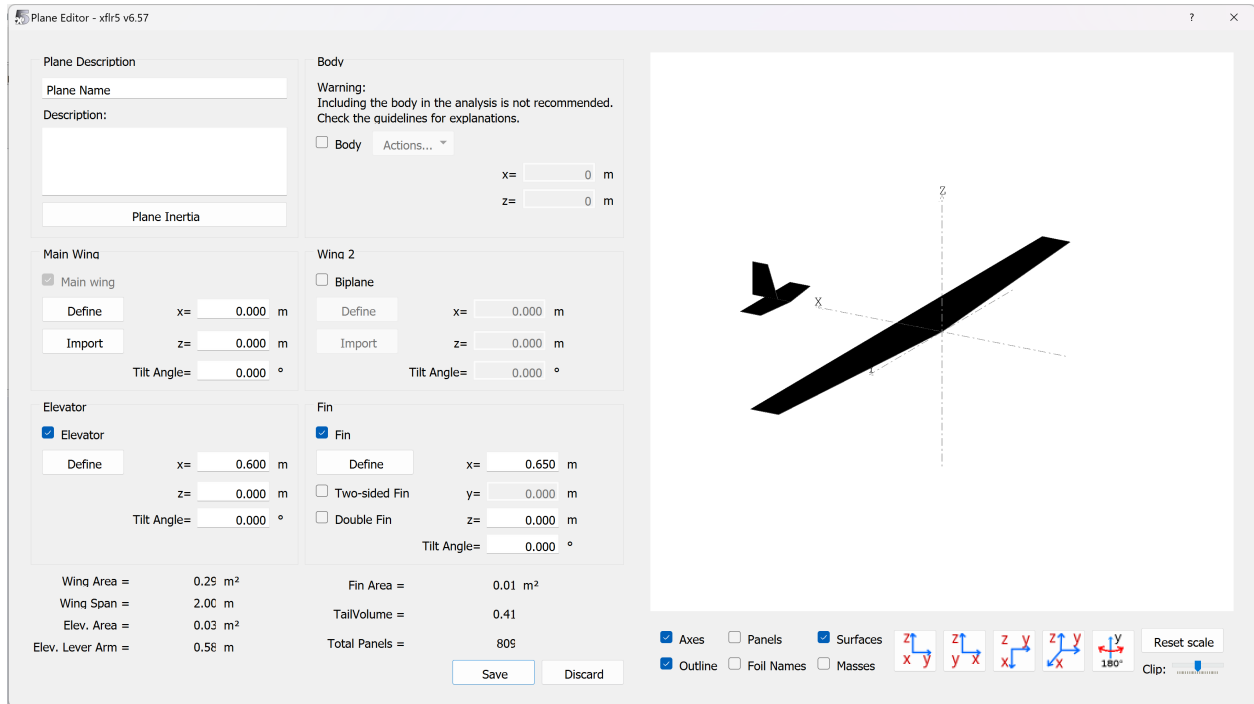 Plane Editor - xflr5 v6.57
? ×
Plane Description
Plane Name
Description:
Plane Inertia
Body
Warning:
Including the body in the analysis is not recommended.
Check the guidelines for explanations.
Body Actions...
x= 0 m
z= 0 m
Main Wing
Main wing
Define x= 0.000 m
Import z= 0.000 m
Tilt Angle= 0.000 °
Wing 2
Biplane
Define x= 0.000 m
Import z= 0.000 m
Tilt Angle= 0.000 °
Elevator
Elevator
Define x= 0.600 m
z= 0.000 m
Tilt Angle= 0.000 °
Fin
Fin
Define x= 0.650 m
Two-sided Fin y= 0.000 m
Double Fin z= 0.000 m
Tilt Angle= 0.000 °
Wing Area = 0.29 m²
Wing Span = 2.00 m
Elev. Area = 0.03 m²
Elev. Lever Arm = 0.58 m
Fin Area = 0.01 m²
TailVolume = 0.41
Total Panels = 809
Save Discard
Z
X
Axes Panels Surfaces
Outline Foil Names Masses
z x y
z y x
z y x
z y x
y 180°
Reset scale
Clip: